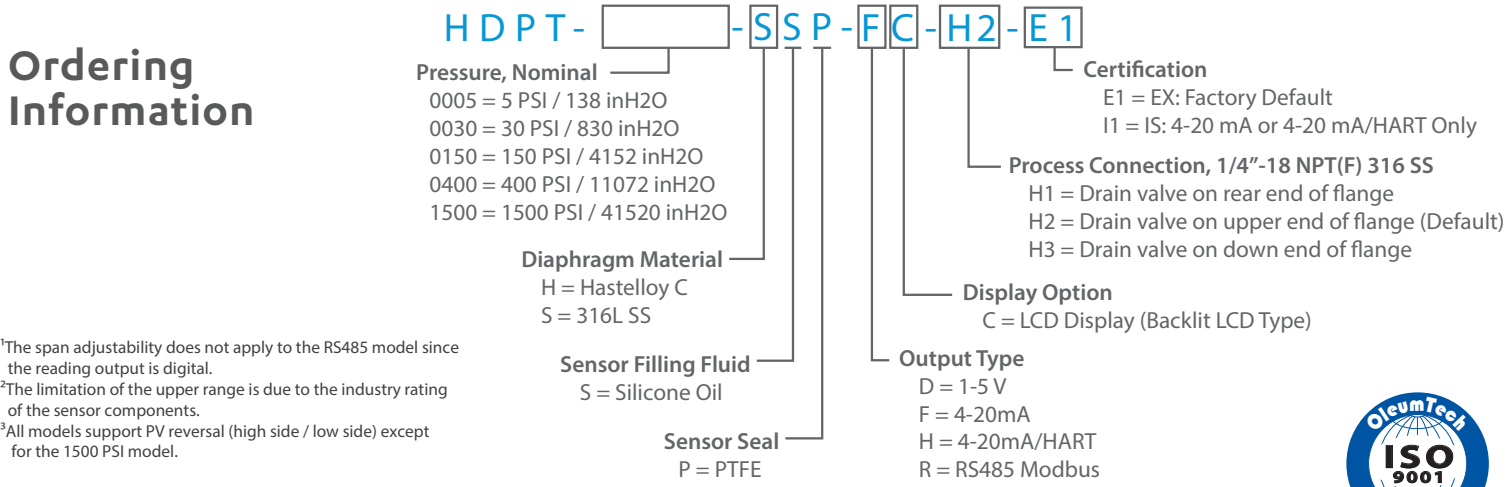 Ordering
Information
HDPT- -SSP-FC-H2-E1
Pressure, Nominal
0005 = 5 PSI / 138 inH2O
0030 = 30 PSI / 830 inH2O
0150 = 150 PSI / 4152 inH2O
0400 = 400 PSI / 11072 inH2O
1500 = 1500 PSI / 41520 inH2O
Diaphragm Material
H = Hastelloy C
S = 316L SS
Sensor Filling Fluid
S = Silicone Oil
Sensor Seal
P = PTFE
Certification
E1 = EX: Factory Default
I1 = IS: 4-20 mA or 4-20 mA/HART Only
Process Connection, 1/4”-18 NPT(F) 316 SS
H1 = Drain valve on rear end of flange
H2 = Drain valve on upper end of flange (Default)
H3 = Drain valve on down end of flange
Display Option
C = LCD Display (Backlit LCD Type)
Output Type
D = 1-5 V
F = 4-20mA
H = 4-20mA/HART
R = RS485 Modbus
¹The span adjustability does not apply to the RS485 model since
the reading output is digital.
²The limitation of the upper range is due to the industry rating
of the sensor components.
³All models support PV reversal (high side / low side) except
for the 1500 PSI model.
OleumTech
ISO
9001